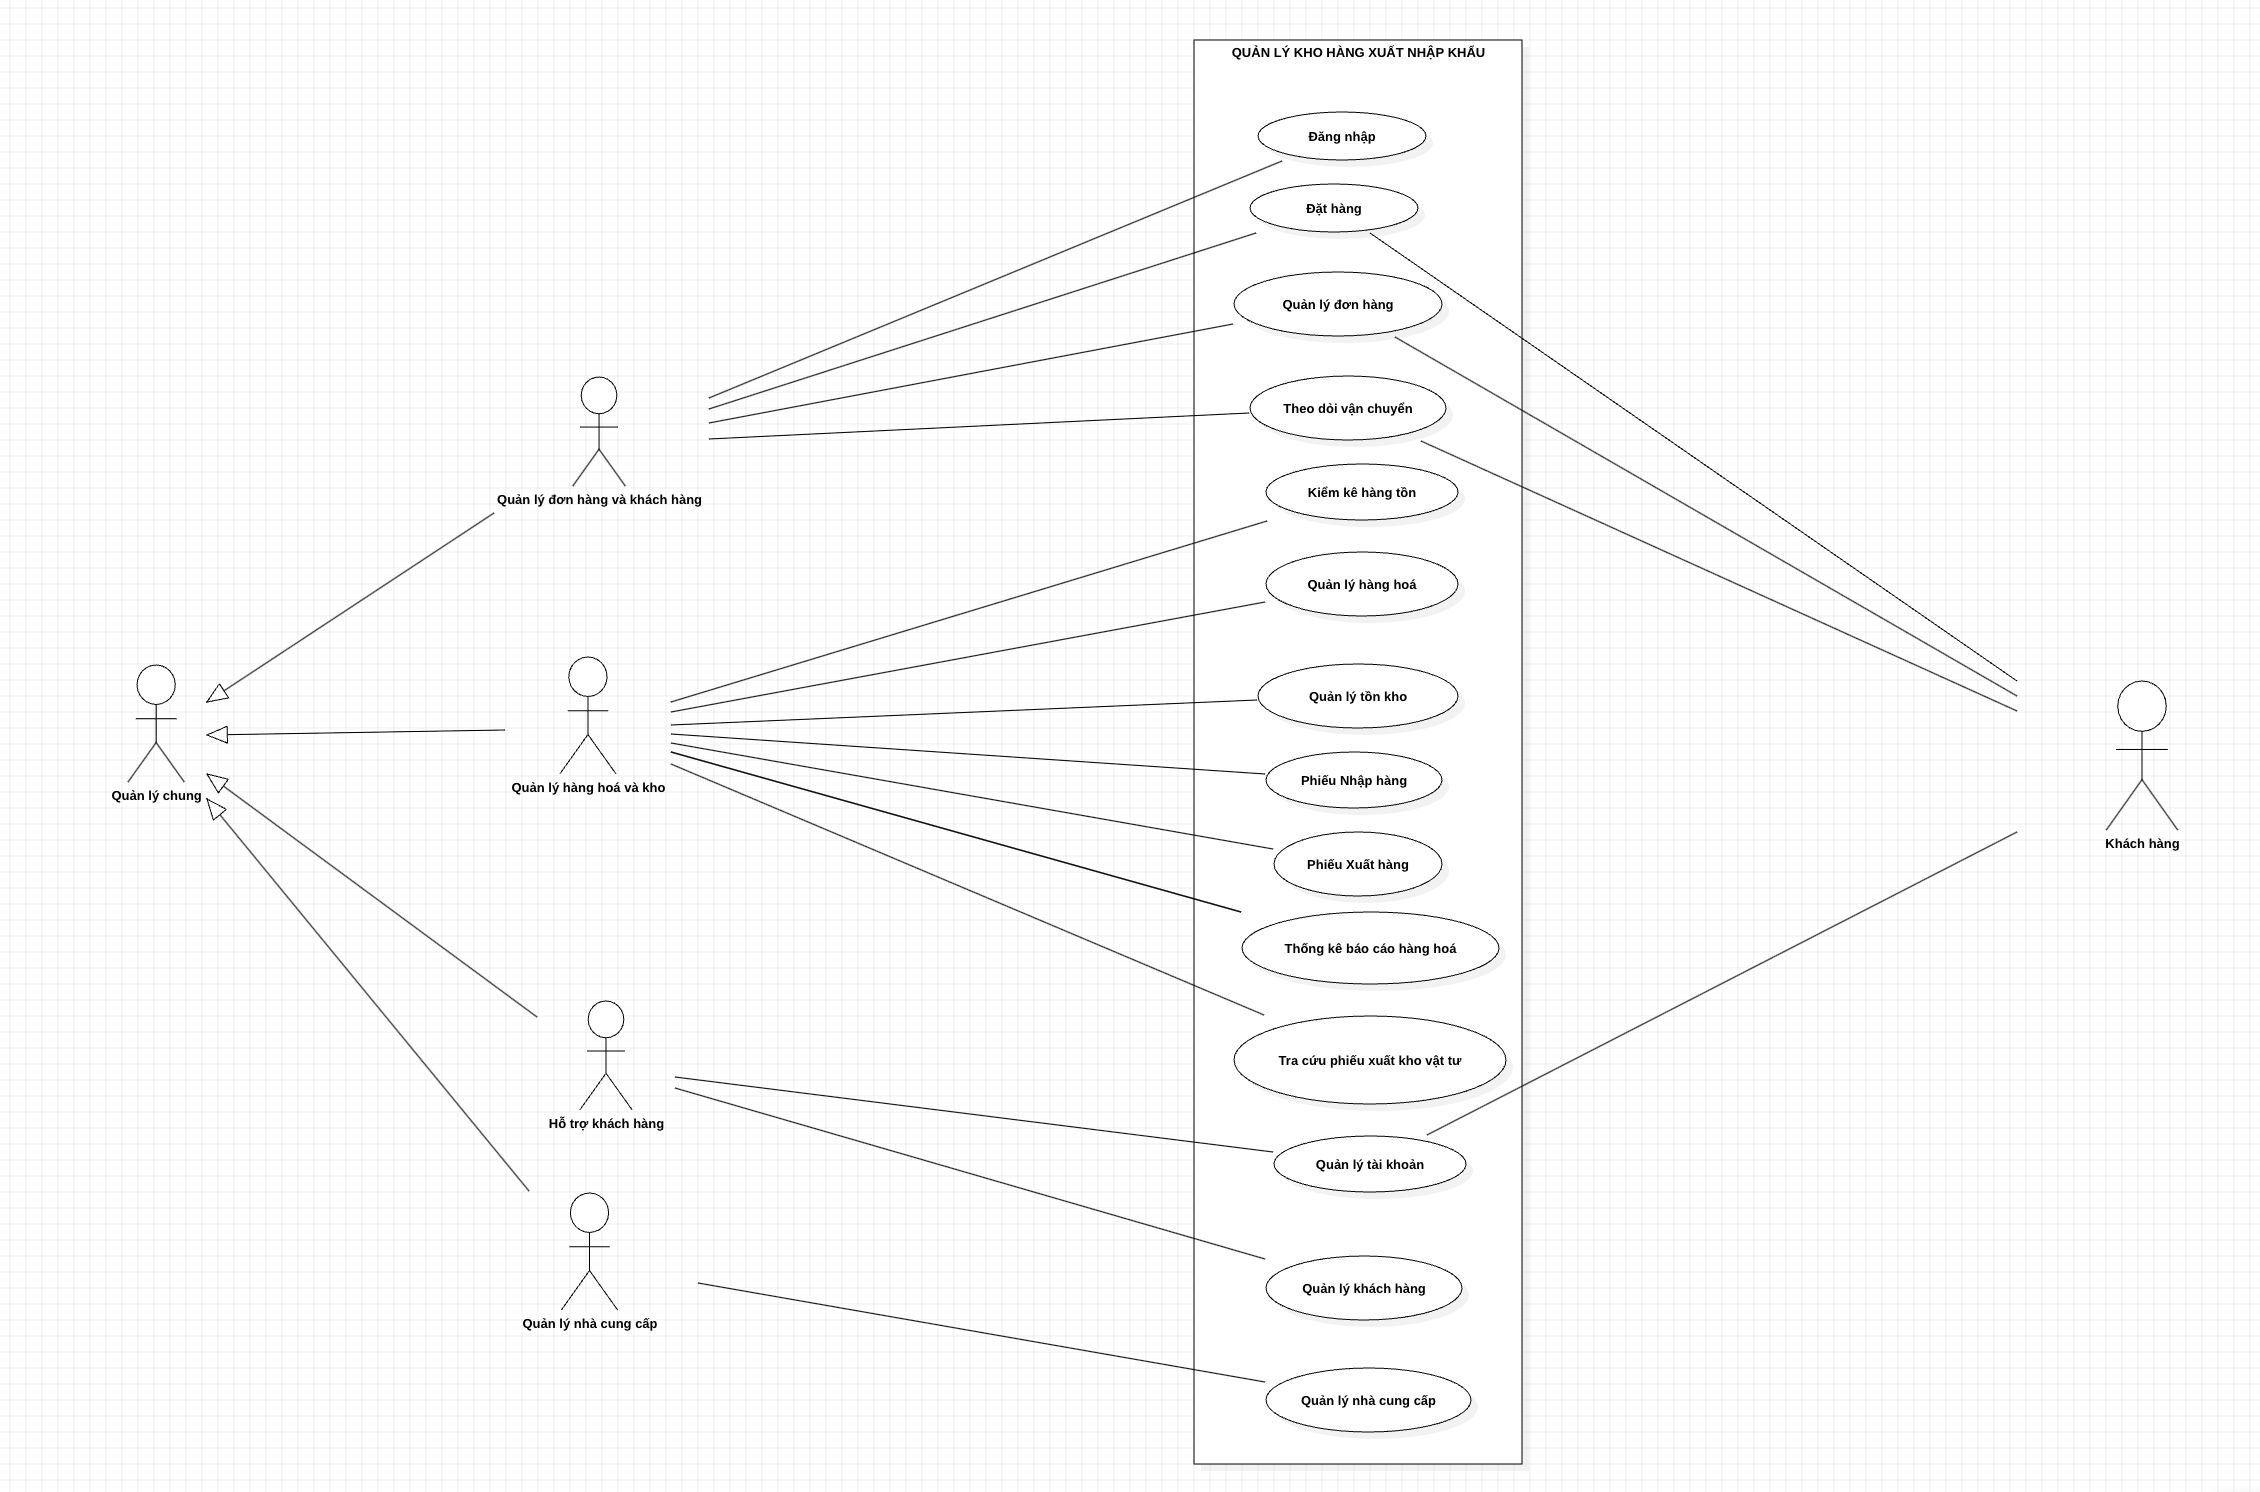 QUẢN LÝ KHO HÀNG XUẤT NHẬP KHẨU
Đăng nhập
Đặt hàng
Quản lý đơn hàng
Theo dỏi vận chuyển
Kiểm kê hàng tồn
Quản lý đơn hàng và khách hàng
Quản lý hàng hoá
Quản lý tồn kho
Phiếu Nhập hàng
Quản lý hàng hoá và kho
Quản lý chung
Khách hàng
Phiếu Xuất hàng
Thống kê báo cáo hàng hoá
Tra cứu phiếu xuất kho vật tư
Hỗ trợ khách hàng
Quản lý tài khoản
Quản lý khách hàng
Quản lý nhà cung cấp
Quản lý nhà cung cấp